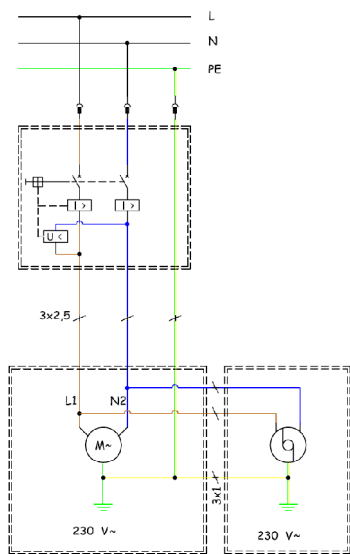 L
N
PE
I >
I >
U <
3x2,5
L1
N2
M~
3x1
230 V~
230 V~